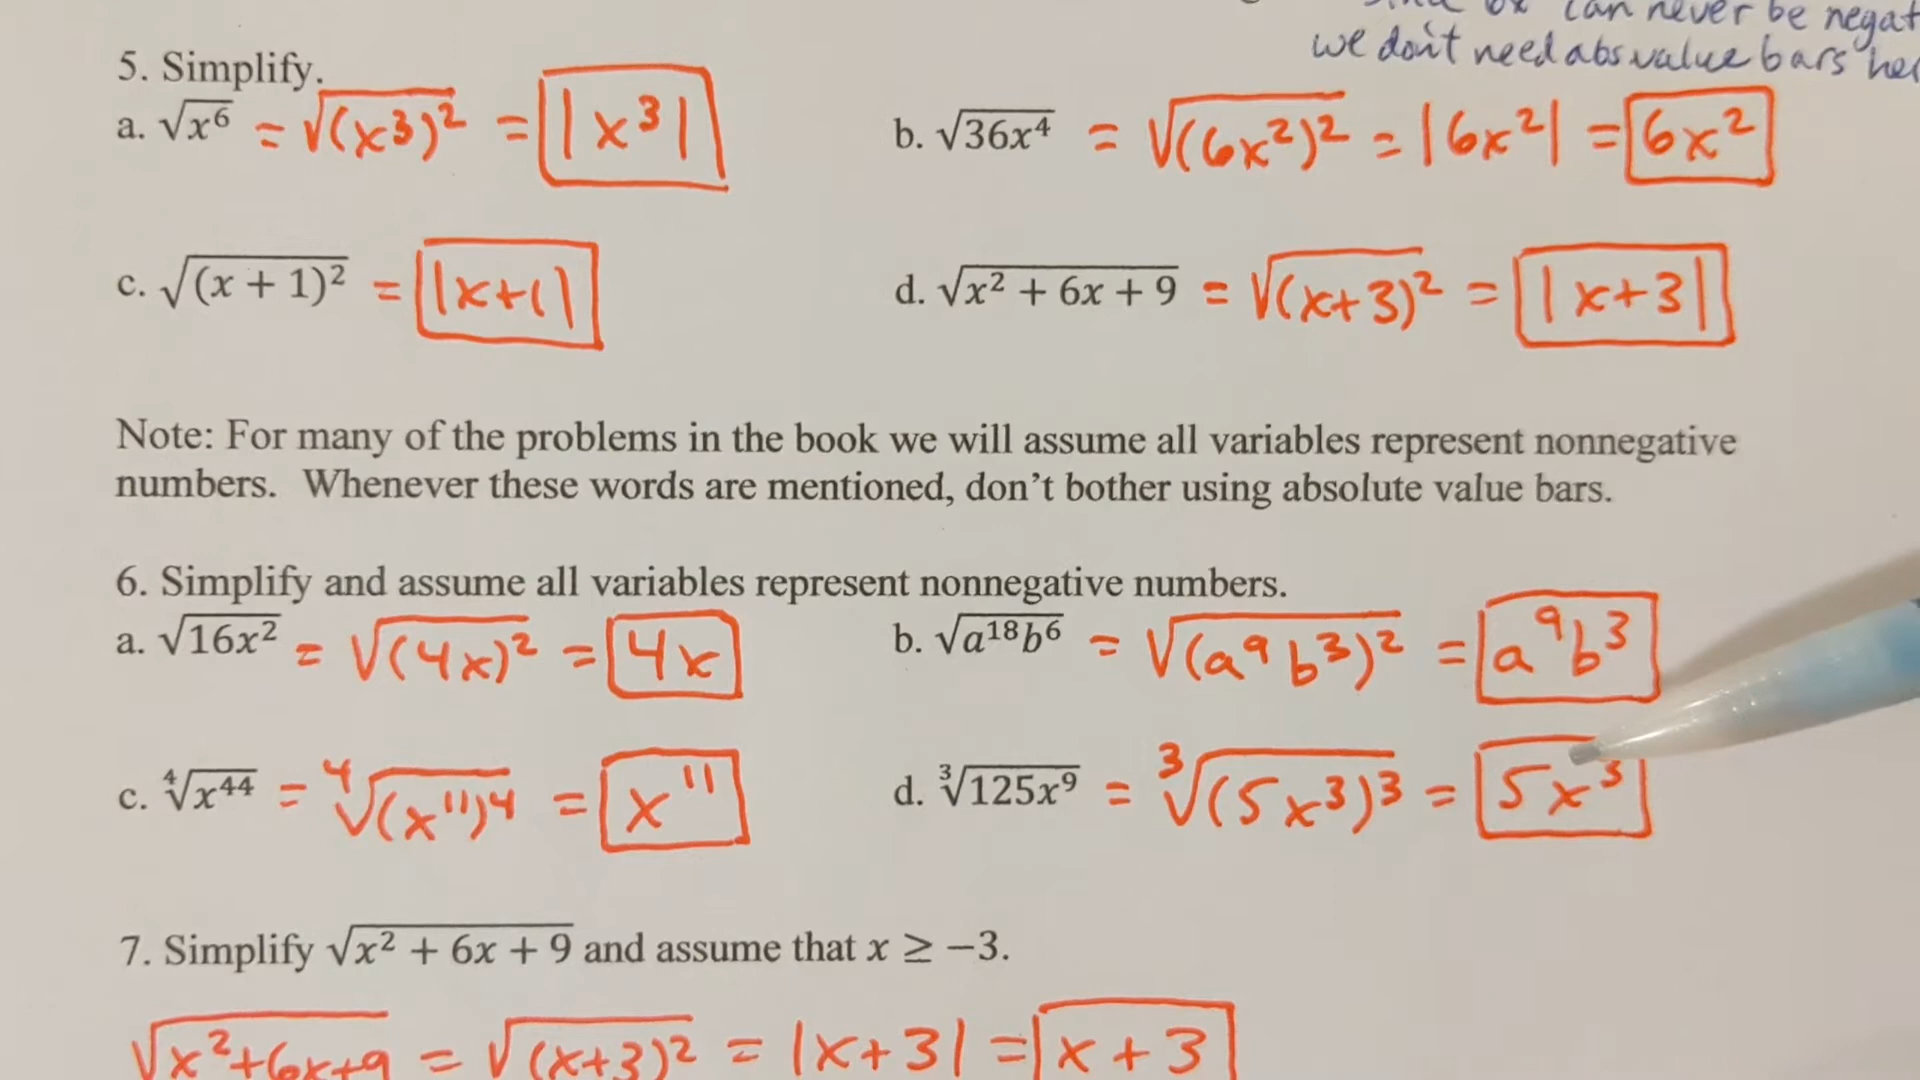 can never be negat
we don't need abs value bars her
5. Simplify.
a. √x⁶ = √(x³)² = |x³|
b. √36x⁴ = √(6x²)² = |6x²| = 6x²
c. √(x + 1)² = |x+1|
d. √x² + 6x + 9 = √(x+3)² = |x+3|
Note: For many of the problems in the book we will assume all variables represent nonnegative
numbers. Whenever these words are mentioned, don't bother using absolute value bars.
6. Simplify and assume all variables represent nonnegative numbers.
a. √16x² = √(4x)² = 4x
b. √a¹⁸b⁶ = √(a⁹b³)² = a⁹b³
c. ⁴√x⁴⁴ = ⁴√(x¹¹)⁴ = x¹¹
d. ³√125x⁹ = ³√(5x³)³ = 5x³
7. Simplify √x² + 6x + 9 and assume that x ≥ −3.
√x²+6x+9 = √(x+3)² = |x+3| = x+3